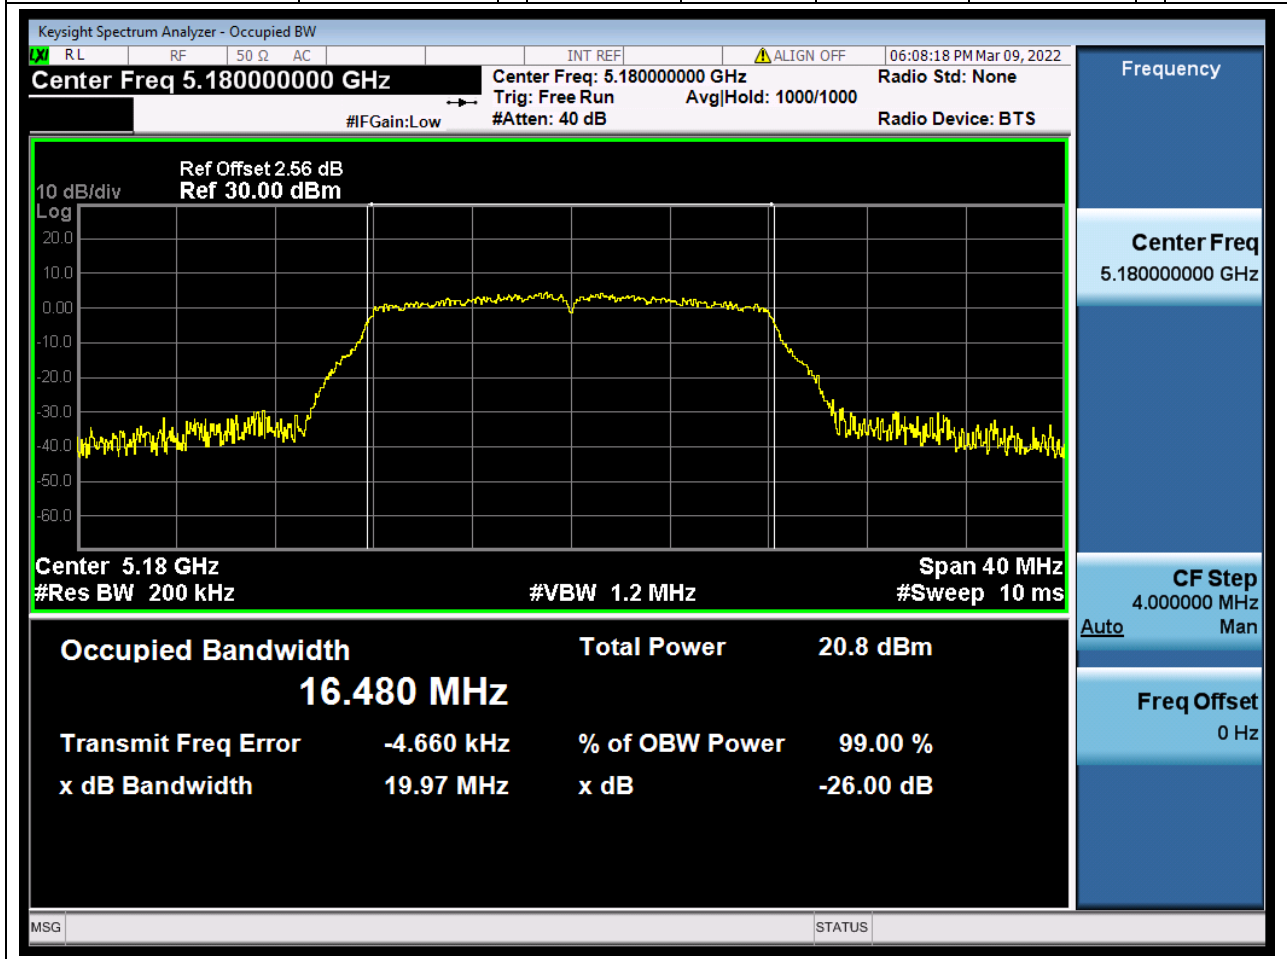 Keysight Spectrum Analyzer - Occupied BW
LXI RL RF 50 Ω AC INT REF ALIGN OFF 06:08:18 PM Mar 09, 2022
Center Freq 5.180000000 GHz
Center Freq: 5.180000000 GHz
Radio Std: None
Trig: Free Run Avg|Hold: 1000/1000
#IFGain:Low
#Atten: 40 dB
Radio Device: BTS
Ref Offset 2.56 dB
10 dB/div Ref 30.00 dBm
Log
20.0
10.0
0.00
-10.0
-20.0
-30.0
-40.0
-50.0
-60.0
Center 5.18 GHz Span 40 MHz
#Res BW 200 kHz #VBW 1.2 MHz #Sweep 10 ms
Occupied Bandwidth Total Power 20.8 dBm
16.480 MHz
Transmit Freq Error -4.660 kHz % of OBW Power 99.00 %
x dB Bandwidth 19.97 MHz x dB -26.00 dB
MSG STATUS
Frequency
Center Freq
5.180000000 GHz
CF Step
4.000000 MHz
Auto Man
Freq Offset
0 Hz